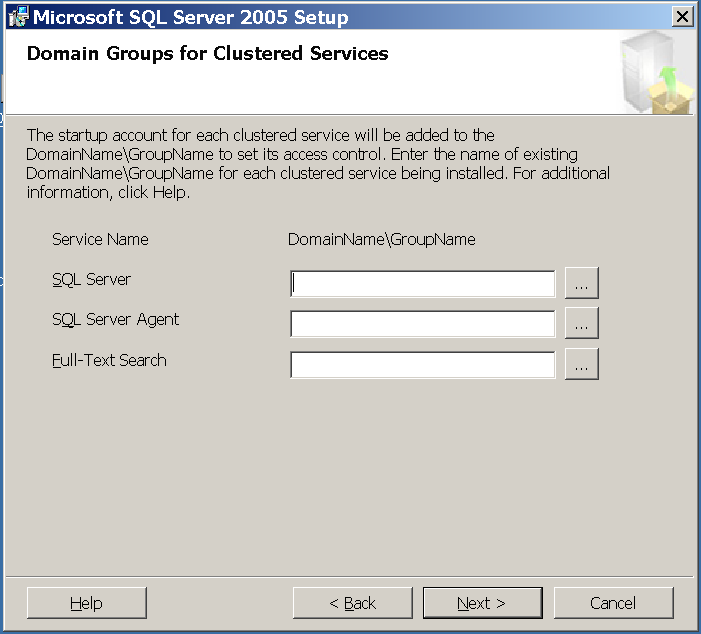 Microsoft SQL Server 2005 Setup
Domain Groups for Clustered Services
The startup account for each clustered service will be added to the
DomainName\GroupName to set its access control. Enter the name of existing
DomainName\GroupName for each clustered service being installed. For additional
information, click Help.
Service Name DomainName\GroupName
SQL Server ...
SQL Server Agent ...
Full-Text Search ...
Help < Back Next > Cancel